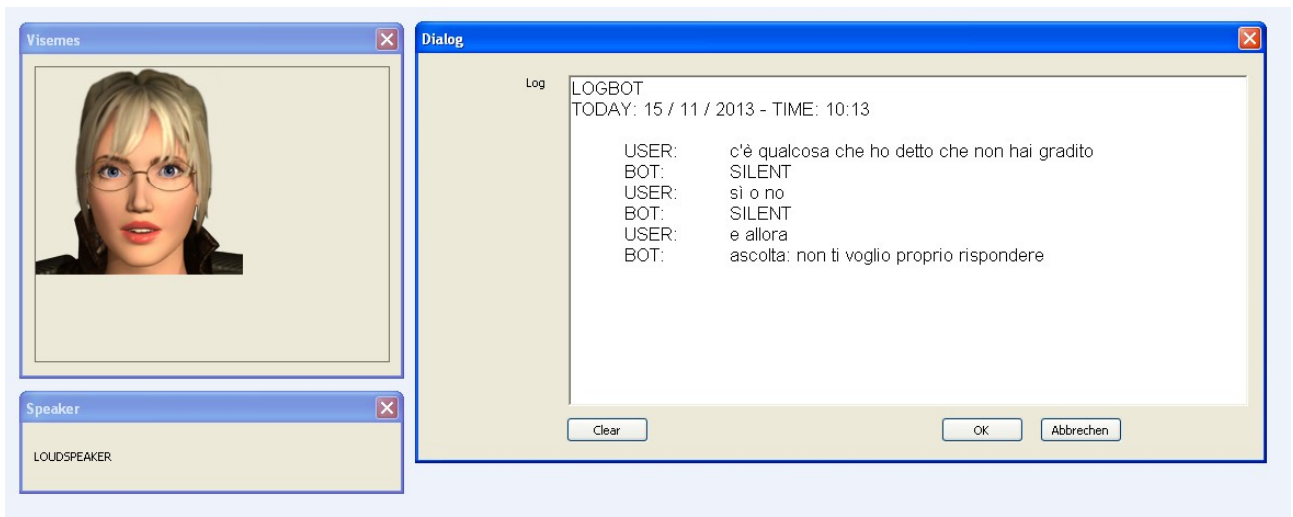 Visemes
Dialog
Log
LOGBOT
TODAY: 15 / 11 / 2013 - TIME: 10:13
USER: c'è qualcosa che ho detto che non hai gradito
BOT: SILENT
USER: sì o no
BOT: SILENT
USER: e allora
BOT: ascolta: non ti voglio proprio rispondere
Clear
OK
Abbrechen
Speaker
LOUDSPEAKER